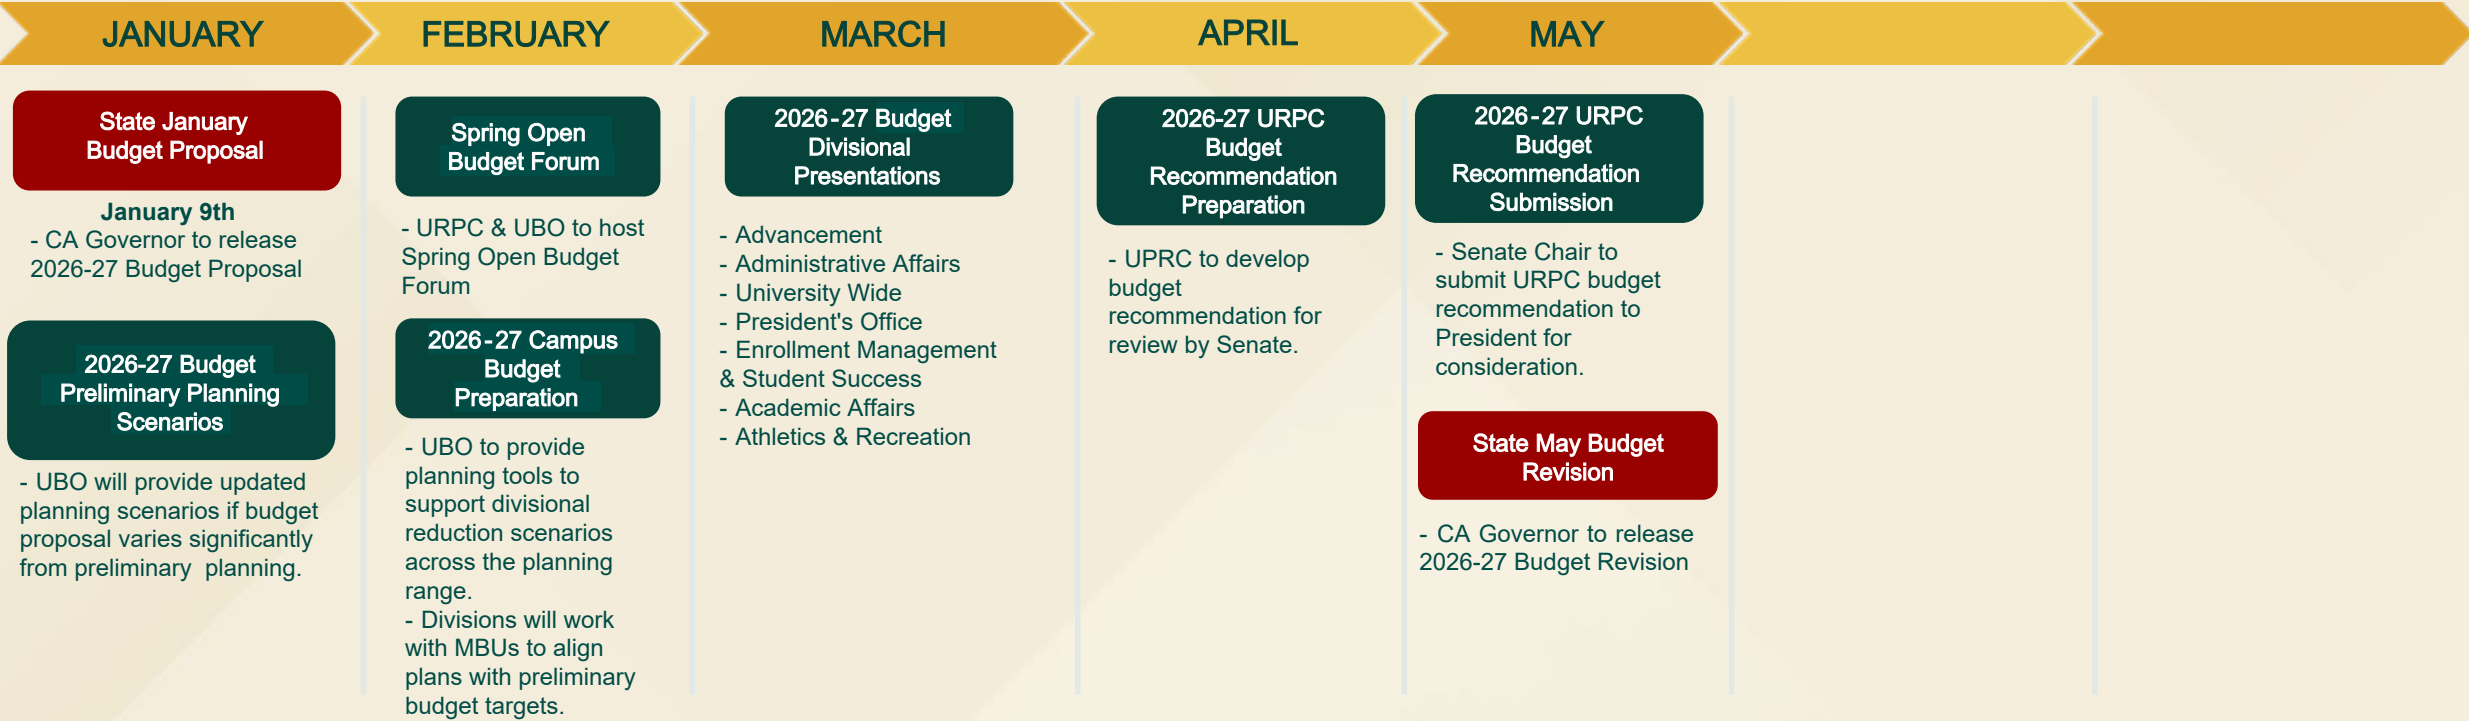 JANUARY
FEBRUARY
MARCH
APRIL
MAY
State January
Budget Proposal
January 9th
- CA Governor to release
2026-27 Budget Proposal
2026-27 Budget
Preliminary Planning
Scenarios
- UBO will provide updated
planning scenarios if budget
proposal varies significantly
from preliminary planning.
Spring Open
Budget Forum
- URPC & UBO to host
Spring Open Budget
Forum
2026-27 Campus
Budget
Preparation
- UBO to provide
planning tools to
support divisional
reduction scenarios
across the planning
range.
- Divisions will work
with MBUs to align
plans with preliminary
budget targets.
2026-27 Budget
Divisional
Presentations
- Advancement
- Administrative Affairs
- University Wide
- President's Office
- Enrollment Management
& Student Success
- Academic Affairs
- Athletics & Recreation
2026-27 URPC
Budget
Recommendation
Preparation
- UPRC to develop
budget
recommendation for
review by Senate.
2026-27 URPC
Budget
Recommendation
Submission
- Senate Chair to
submit URPC budget
recommendation to
President for
consideration.
State May Budget
Revision
- CA Governor to release
2026-27 Budget Revision